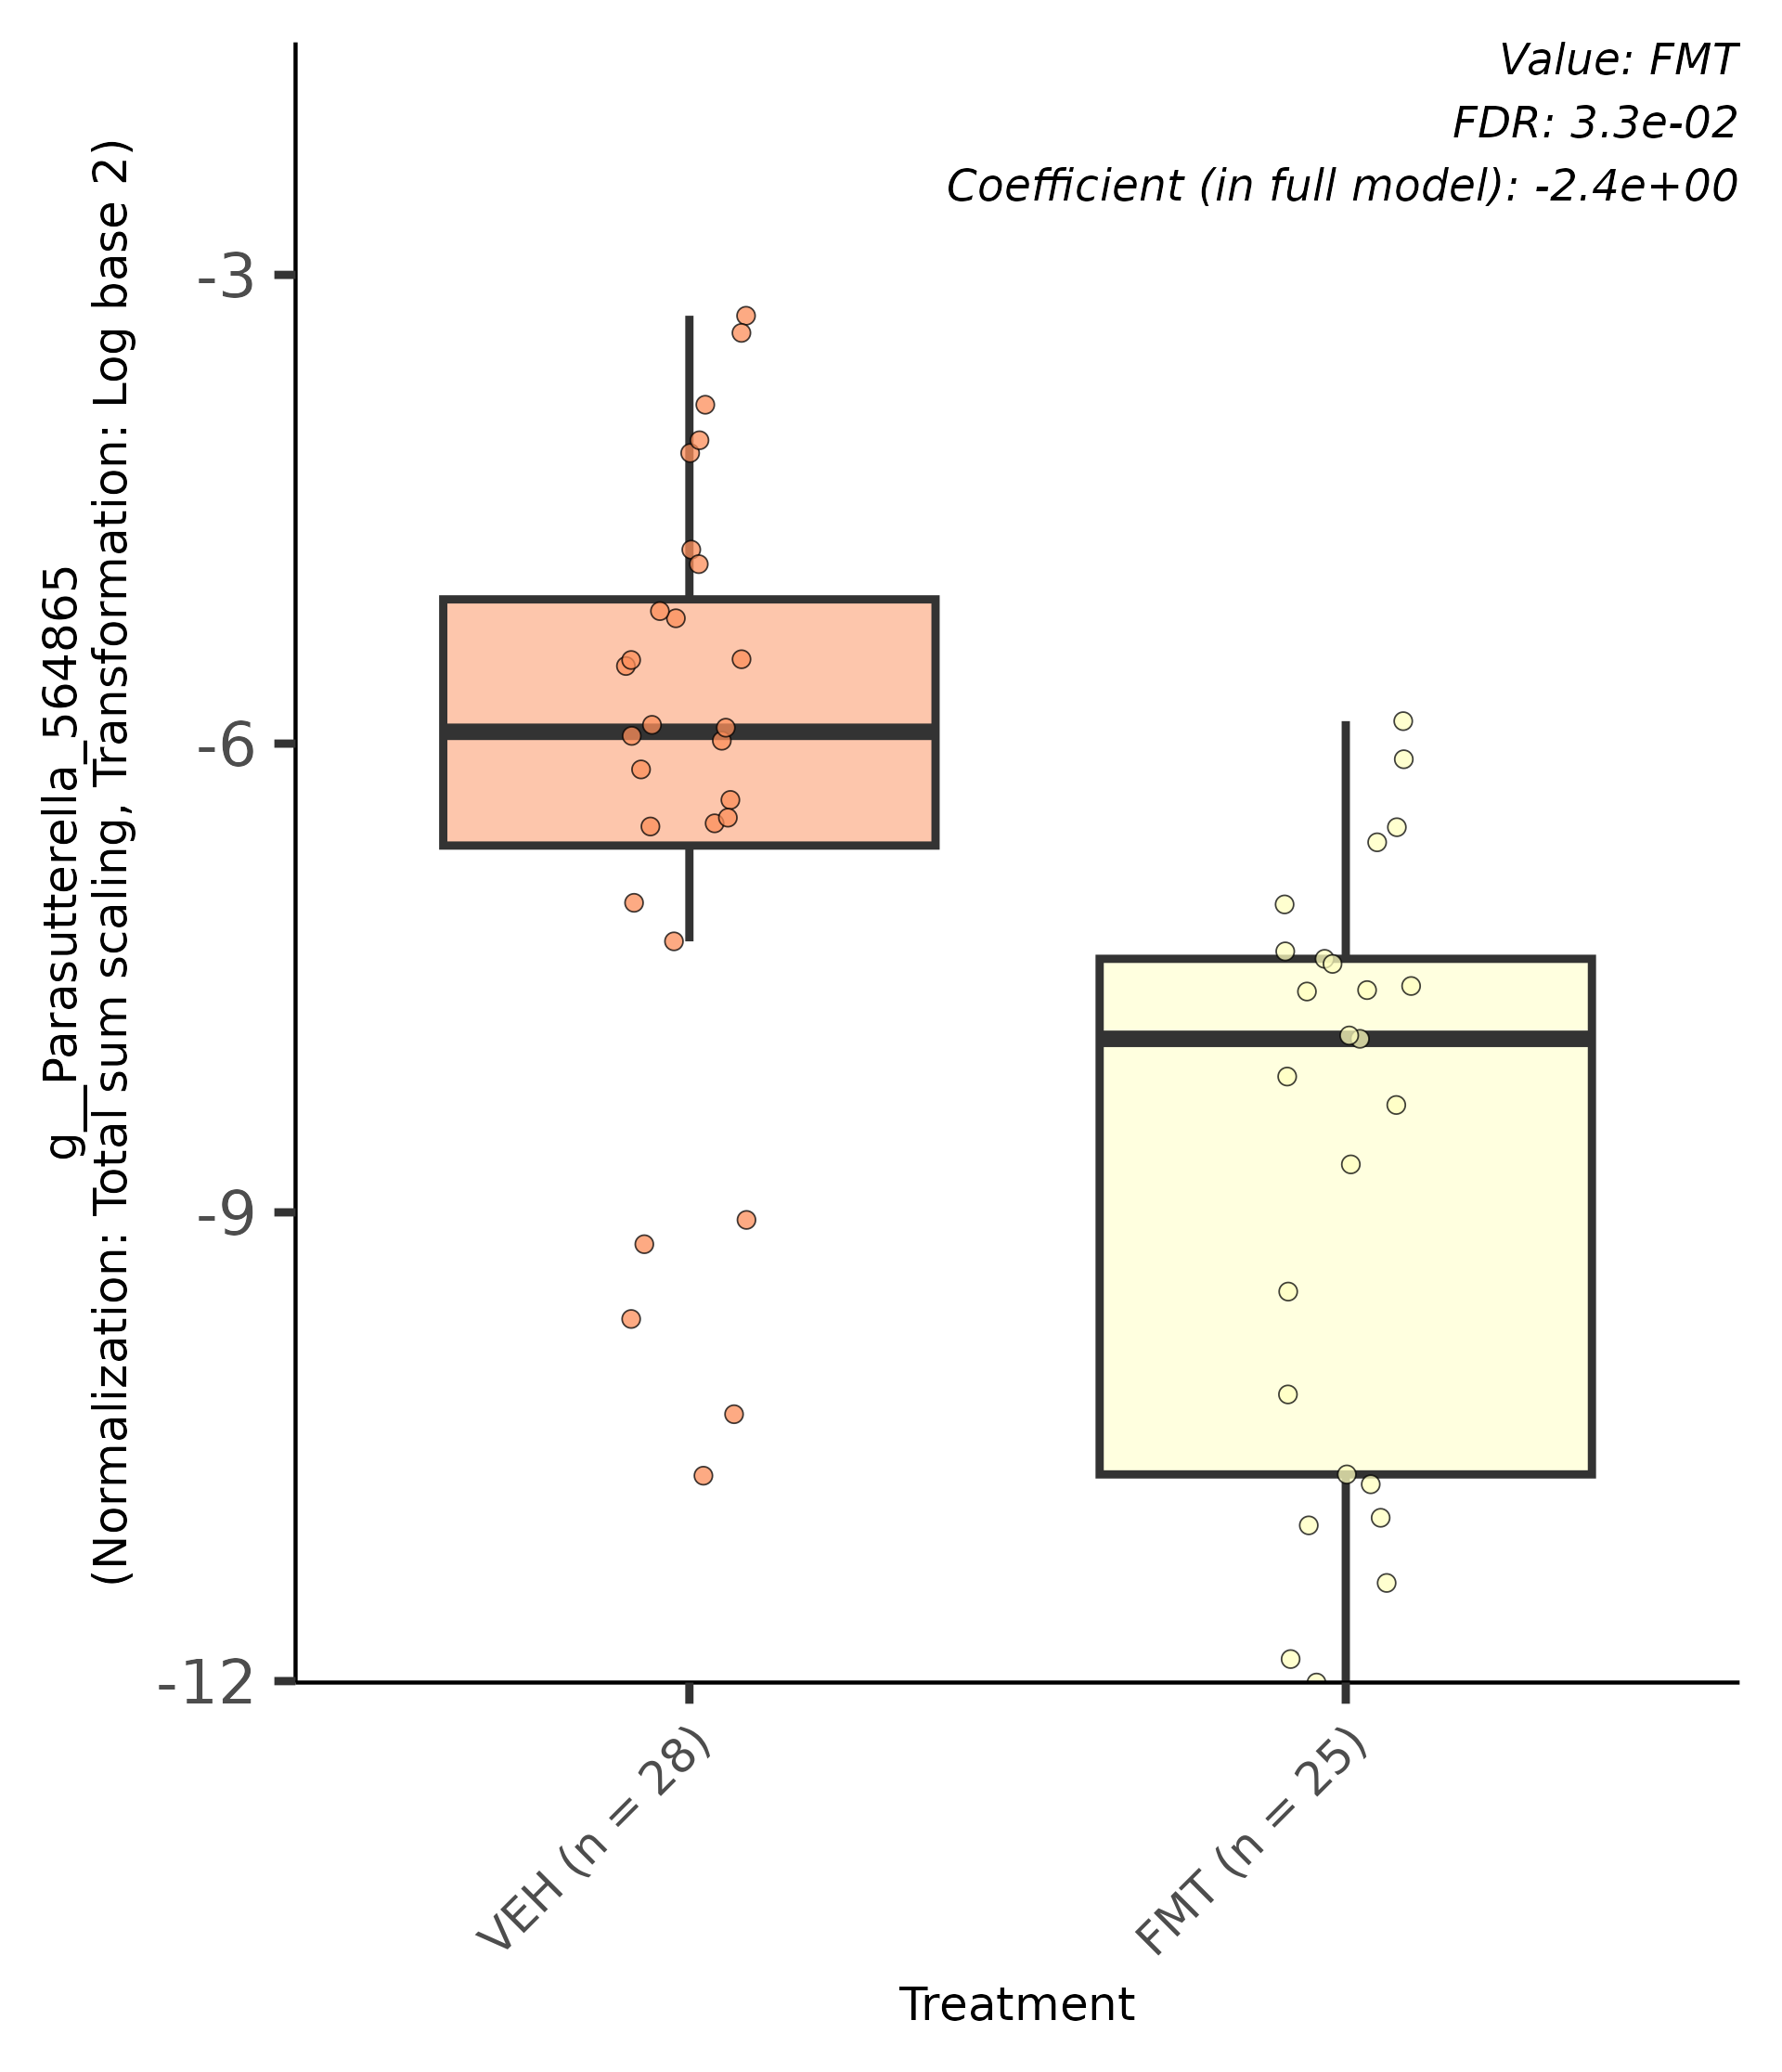 Value: FMT
FDR: 3.3e-02
Coefficient (in full model): -2.4e+00
g__Parasutterella_564865
(Normalization: Total sum scaling, Transformation: Log base 2)
-3
-6
-9
-12
VEH (n = 28)
FMT (n = 25)
Treatment